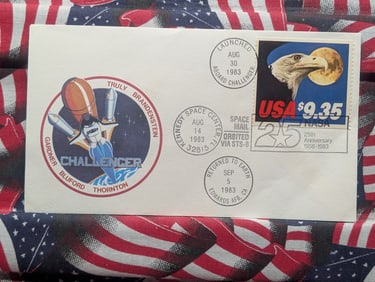 LAUNCHED
AUG
30
1983
ABOARD CHALLENGER
USA $9.35
KENNEDY SPACE CENTER, FL
AUG
14
1983
32815
SPACE
MAIL
ORBITED
VIA STS-8
25
NASA
25th
Anniversary
1958-1983
RETURNED TO EARTH
SEP
5
1983
EDWARDS AFB, CA
TRULY BRANDENSTEIN
CHALLENGER
GARDNER BLUFORD THORNTON